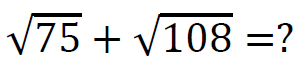 √75 + √108 =?